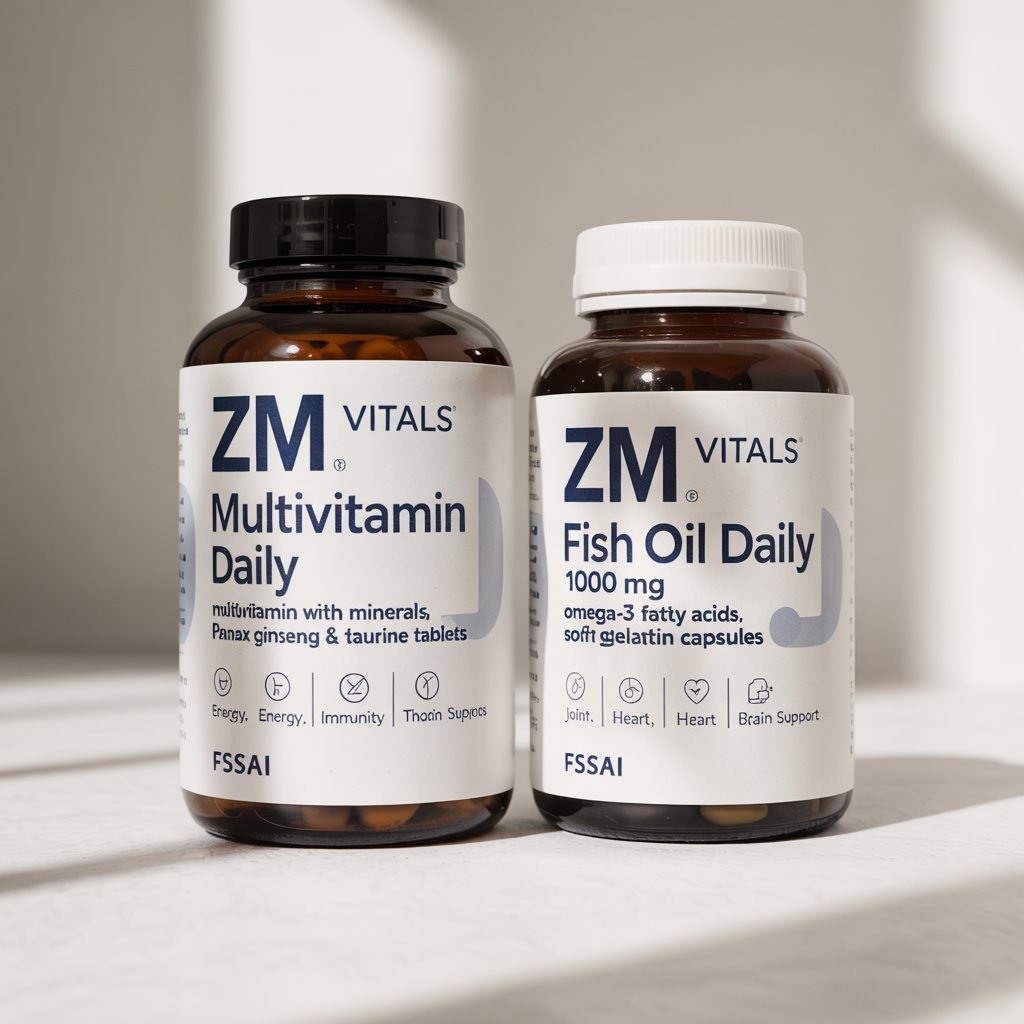 ZM VITALS
Multivitamin
Daily
multivitamin with minerals,
Panax ginseng & taurine tablets
Energy,
Energy.
Immunity
FSSAI
ZM VITALS
Fish Oil Daily
1000 mg
omega-3 fatty acids,
soft gelattin capsules
Joint.
Heart,
Heart
Brain Support
FSSAI